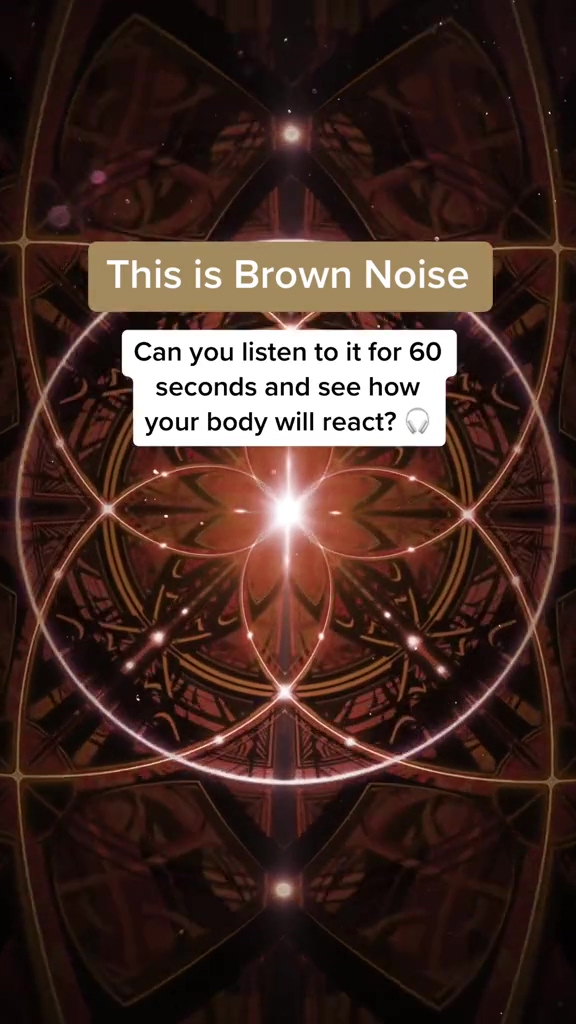 This is Brown Noise
Can you listen to it for 60
seconds and see how
your body will react? 🎧